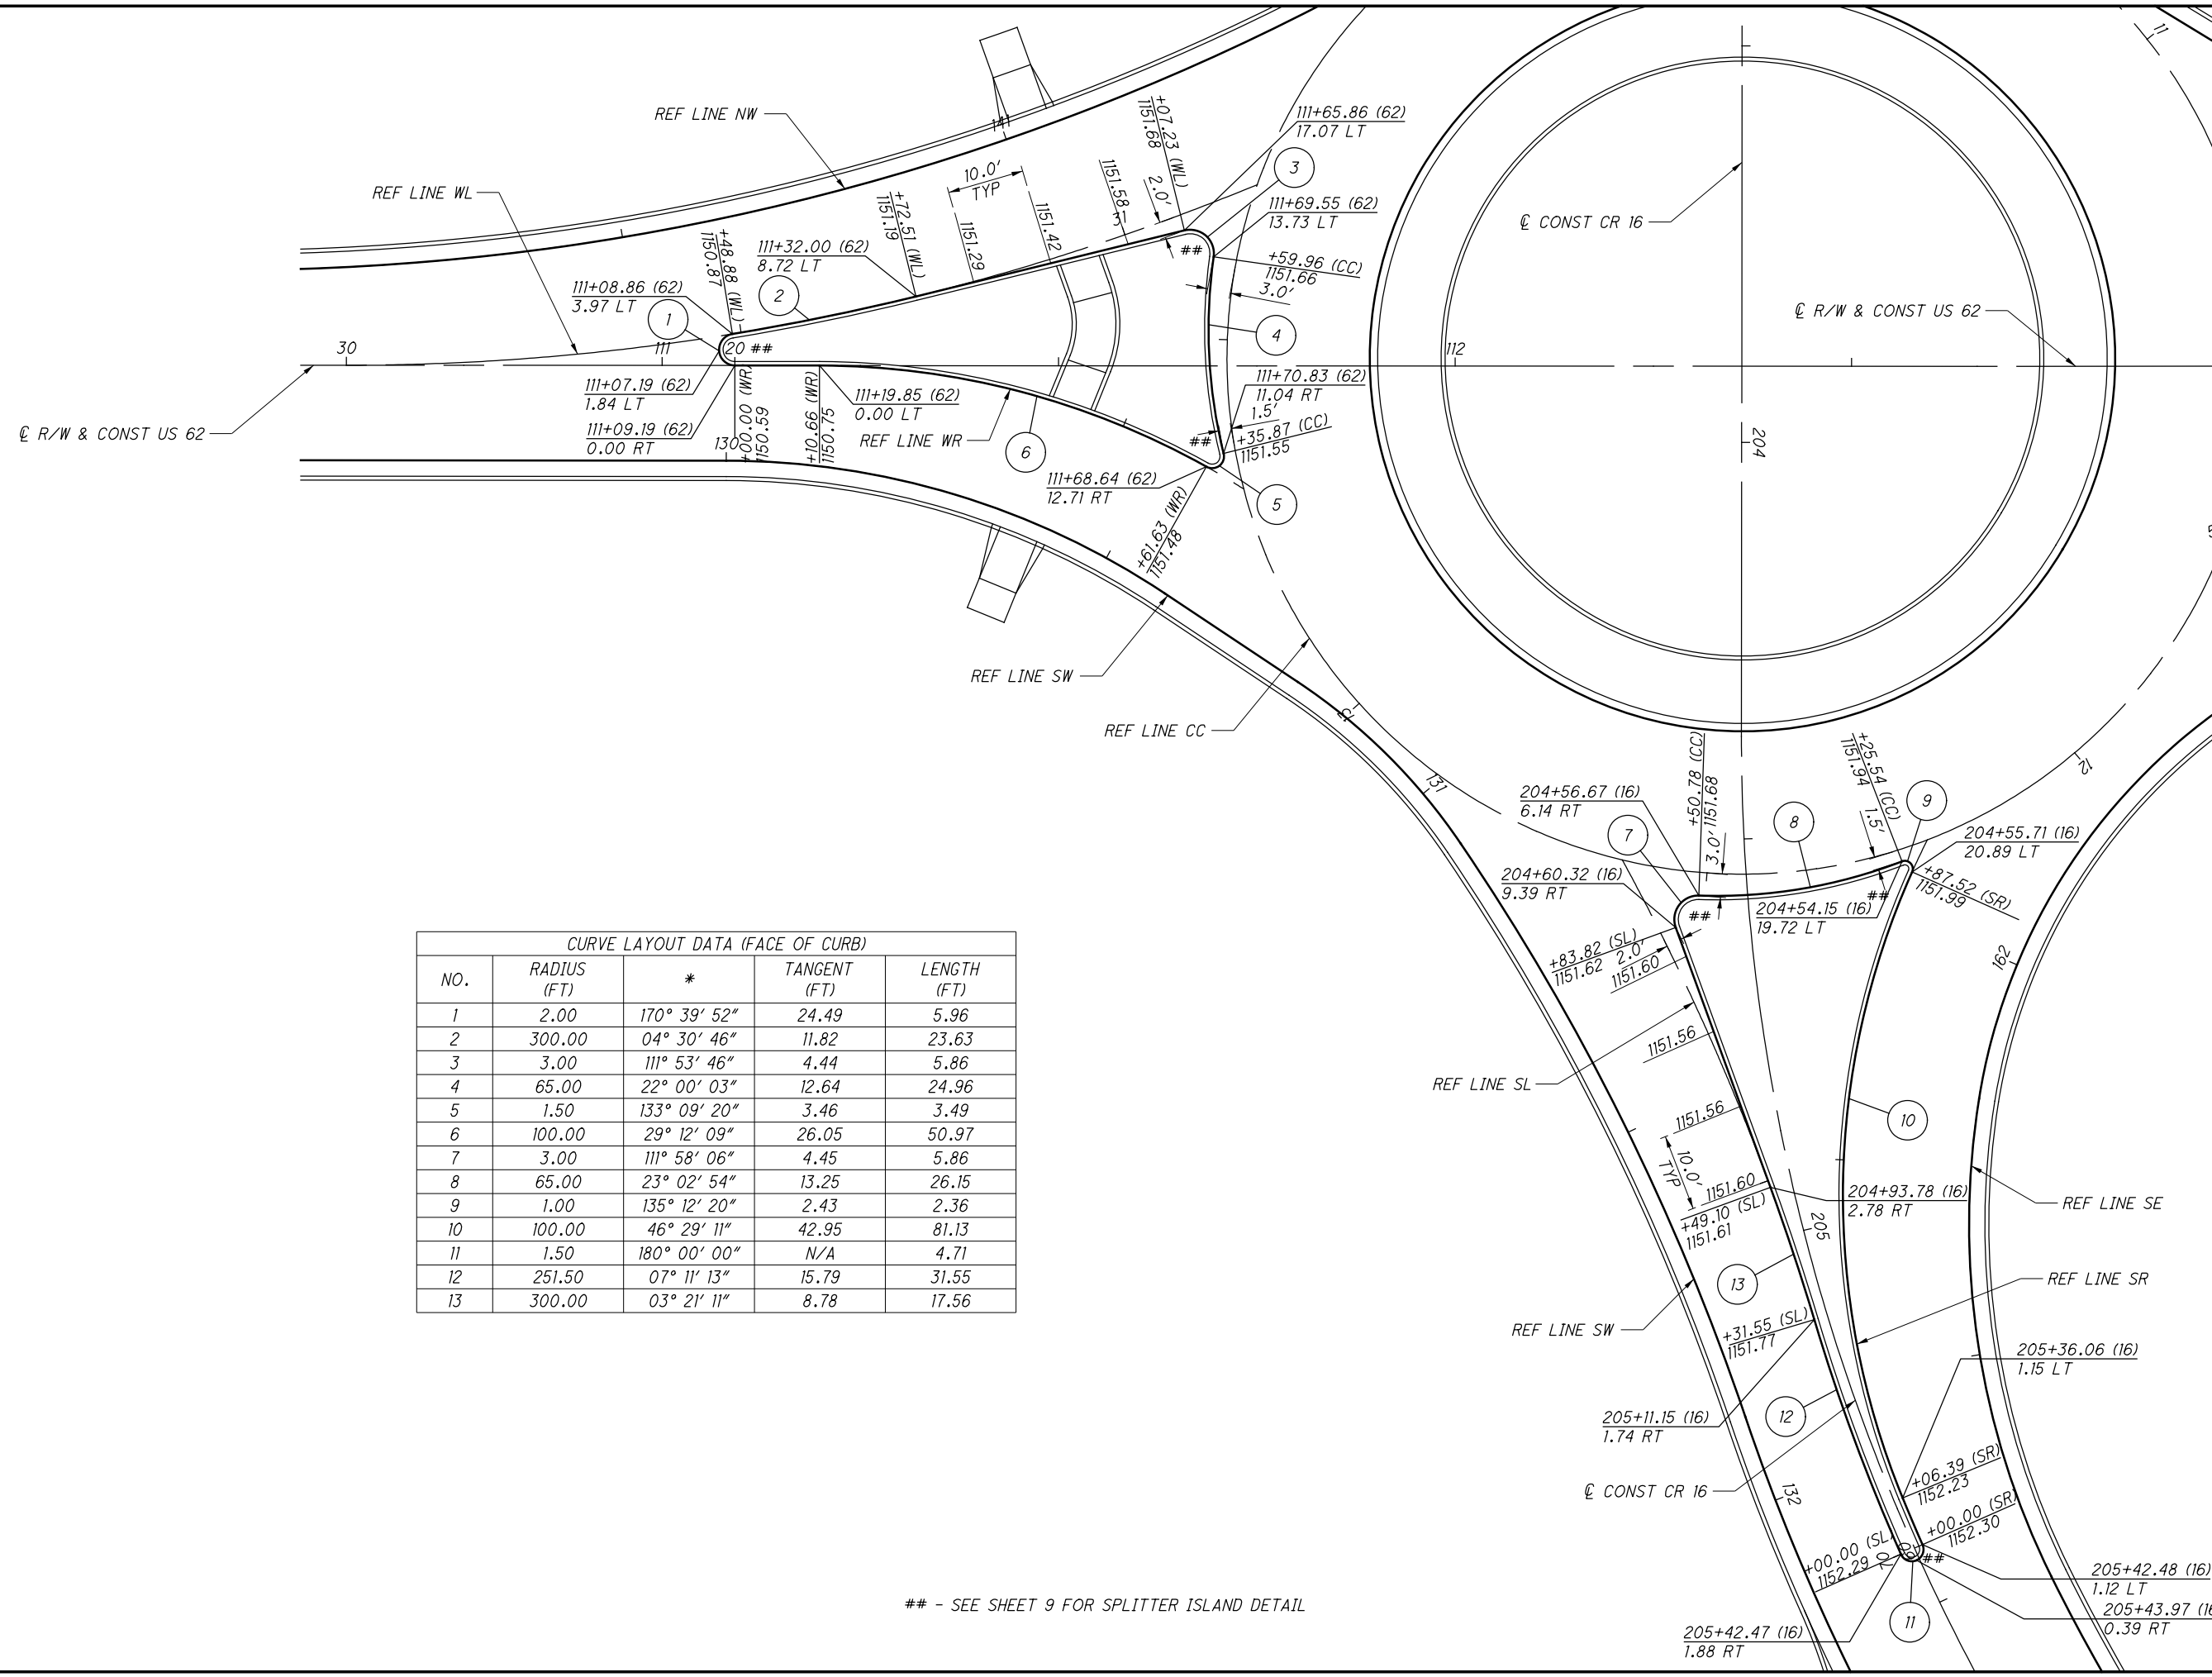 REF LINE NW
REF LINE WL
141
10.0'
TYP
+07.23 (WL)
1151.68
2.0'
1151.58
31
1151.42
1151.29
+72.51 (WL)
1151.19
111+65.86 (62)
17.07 LT
3
111+69.55 (62)
13.73 LT
##
+59.96 (CC)
1151.66
3.0'
111+32.00 (62)
8.72 LT
+48.88 (WL)
1150.87
2
111+08.86 (62)
3.97 LT
1
4
30
111
20 ##
111+07.19 (62)
1.84 LT
111+09.19 (62)
0.00 RT
130
+00.00 (WR)
1150.59
+10.66 (WR)
1150.75
111+19.85 (62)
0.00 LT
REF LINE WR
6
111+70.83 (62)
11.04 RT
1.5'
##
+35.87 (CC)
1151.55
111+68.64 (62)
12.71 RT
5
+61.63 (WR)
1151.48
℄ R/W & CONST US 62
℄ CONST CR 16
℄ R/W & CONST US 62
112
11
204
REF LINE SW
REF LINE CC
13
131
12
204+56.67 (16)
6.14 RT
7
204+60.32 (16)
9.39 RT
+50.78 (CC)
1151.68
3.0'
8
+25.54 (CC)
1151.94
1.5'
9
204+55.71 (16)
20.89 LT
+87.52 (SR)
1151.99
##
##
204+54.15 (16)
19.72 LT
+83.82 (SL)
1151.62
2.0'
1151.60
162
1151.56
REF LINE SL
1151.56
10
10.0'
TYP
1151.60
+49.10 (SL)
1151.61
204+93.78 (16)
2.78 RT
REF LINE SE
205
13
REF LINE SR
+31.55 (SL)
1151.77
REF LINE SW
205+36.06 (16)
1.15 LT
12
205+11.15 (16)
1.74 RT
℄ CONST CR 16
132
+06.39 (SR)
1152.23
+00.00 (SR)
1152.30
+00.00 (SL)
1152.29
10
##
205+42.48 (16)
1.12 LT
205+43.97 (16
0.39 RT
11
205+42.47 (16)
1.88 RT
CURVE LAYOUT DATA (FACE OF CURB)
NO. RADIUS (FT) * TANGENT (FT) LENGTH (FT)
1 2.00 170° 39' 52" 24.49 5.96
2 300.00 04° 30' 46" 11.82 23.63
3 3.00 111° 53' 46" 4.44 5.86
4 65.00 22° 00' 03" 12.64 24.96
5 1.50 133° 09' 20" 3.46 3.49
6 100.00 29° 12' 09" 26.05 50.97
7 3.00 111° 58' 06" 4.45 5.86
8 65.00 23° 02' 54" 13.25 26.15
9 1.00 135° 12' 20" 2.43 2.36
10 100.00 46° 29' 11" 42.95 81.13
11 1.50 180° 00' 00" N/A 4.71
12 251.50 07° 11' 13" 15.79 31.55
13 300.00 03° 21' 11" 8.78 17.56
## - SEE SHEET 9 FOR SPLITTER ISLAND DETAIL